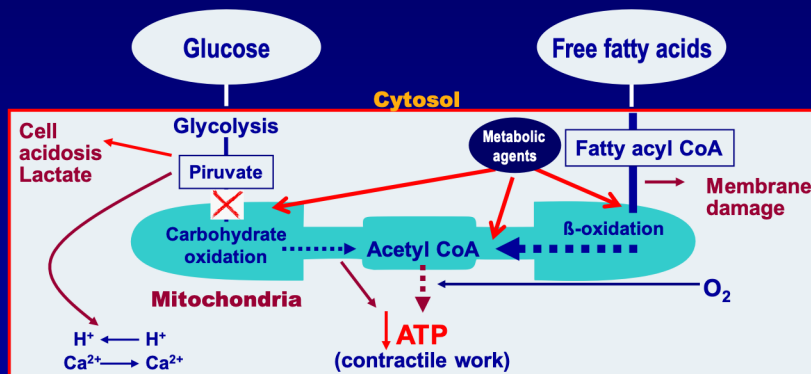 Glucose
Free fatty acids
Cytosol
Glycolysis
Cell
acidosis
Lactate
Piruvate
Metabolic
agents
Fatty acyl CoA
Membrane
damage
Carbohydrate
oxidation
Acetyl CoA
ß-oxidation
Mitochondria
O₂
ATP
(contractile work)
H⁺ H⁺
Ca²⁺ Ca²⁺